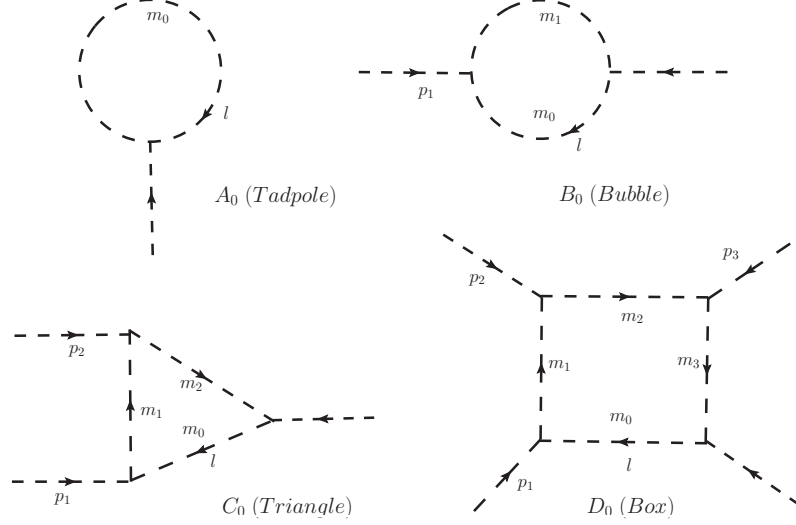 m₀
l
A₀ (Tadpole)
m₁
p₁
m₀
l
B₀ (Bubble)
p₂
m₂
m₁
m₀
l
p₁
C₀ (Triangle)
p₂
p₃
m₂
m₁
m₃
m₀
l
p₁
D₀ (Box)